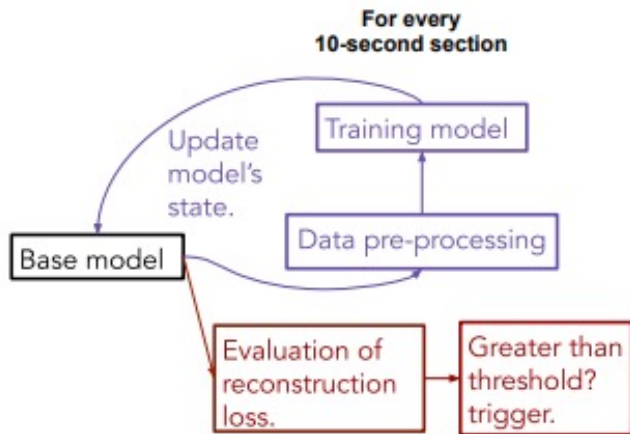 For every
10-second section
Training model
Update
model's
state.
Data pre-processing
Base model
Evaluation of
reconstruction
loss.
Greater than
threshold?
trigger.